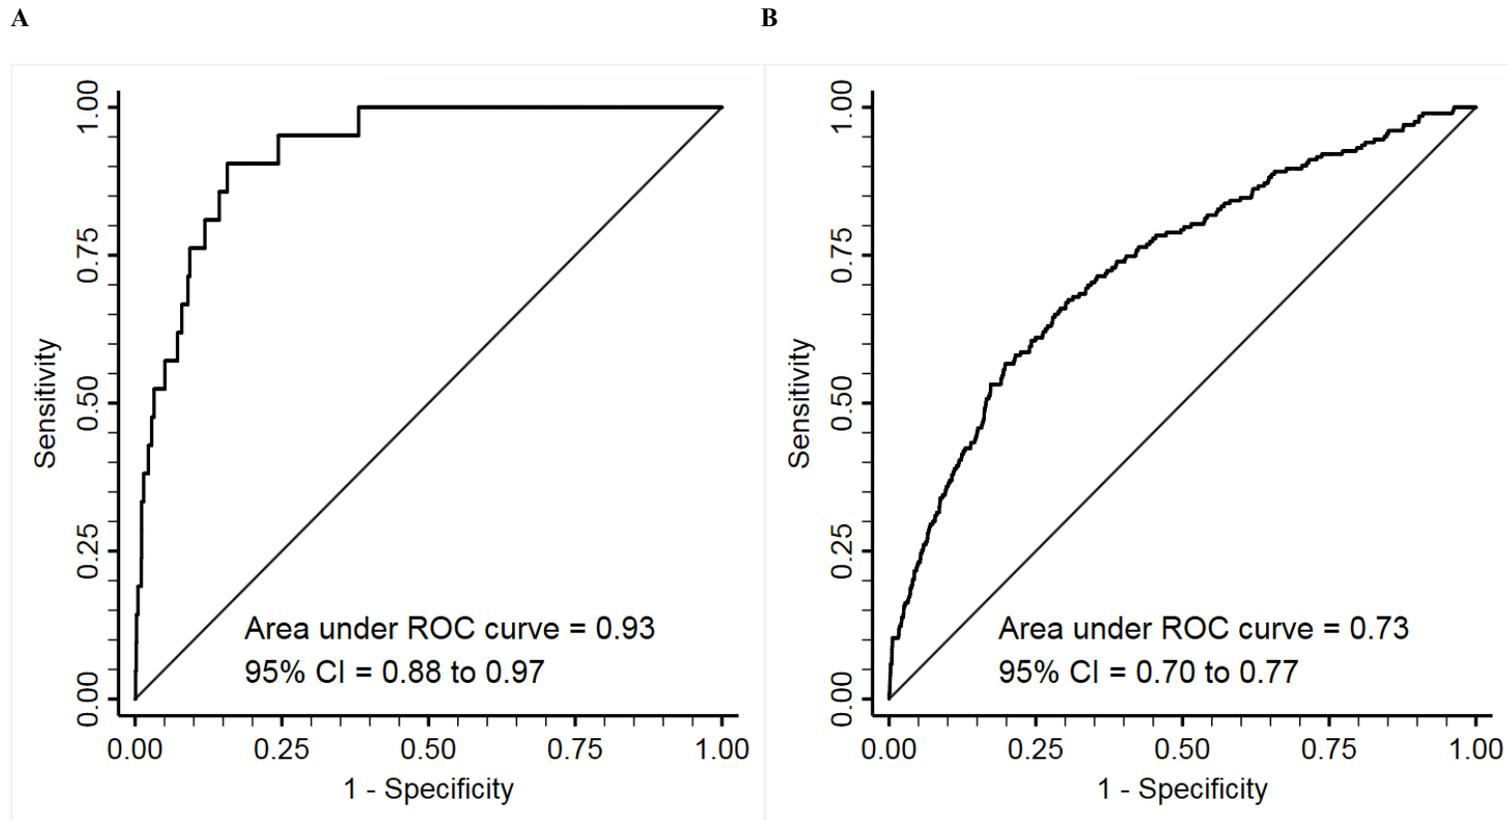 A
B
1.00
0.75
0.50
0.25
0.00
Sensitivity
Area under ROC curve = 0.93
95% CI = 0.88 to 0.97
0.00 0.25 0.50 0.75 1.00
1 - Specificity
1.00
0.75
0.50
0.25
0.00
Sensitivity
Area under ROC curve = 0.73
95% CI = 0.70 to 0.77
0.00 0.25 0.50 0.75 1.00
1 - Specificity